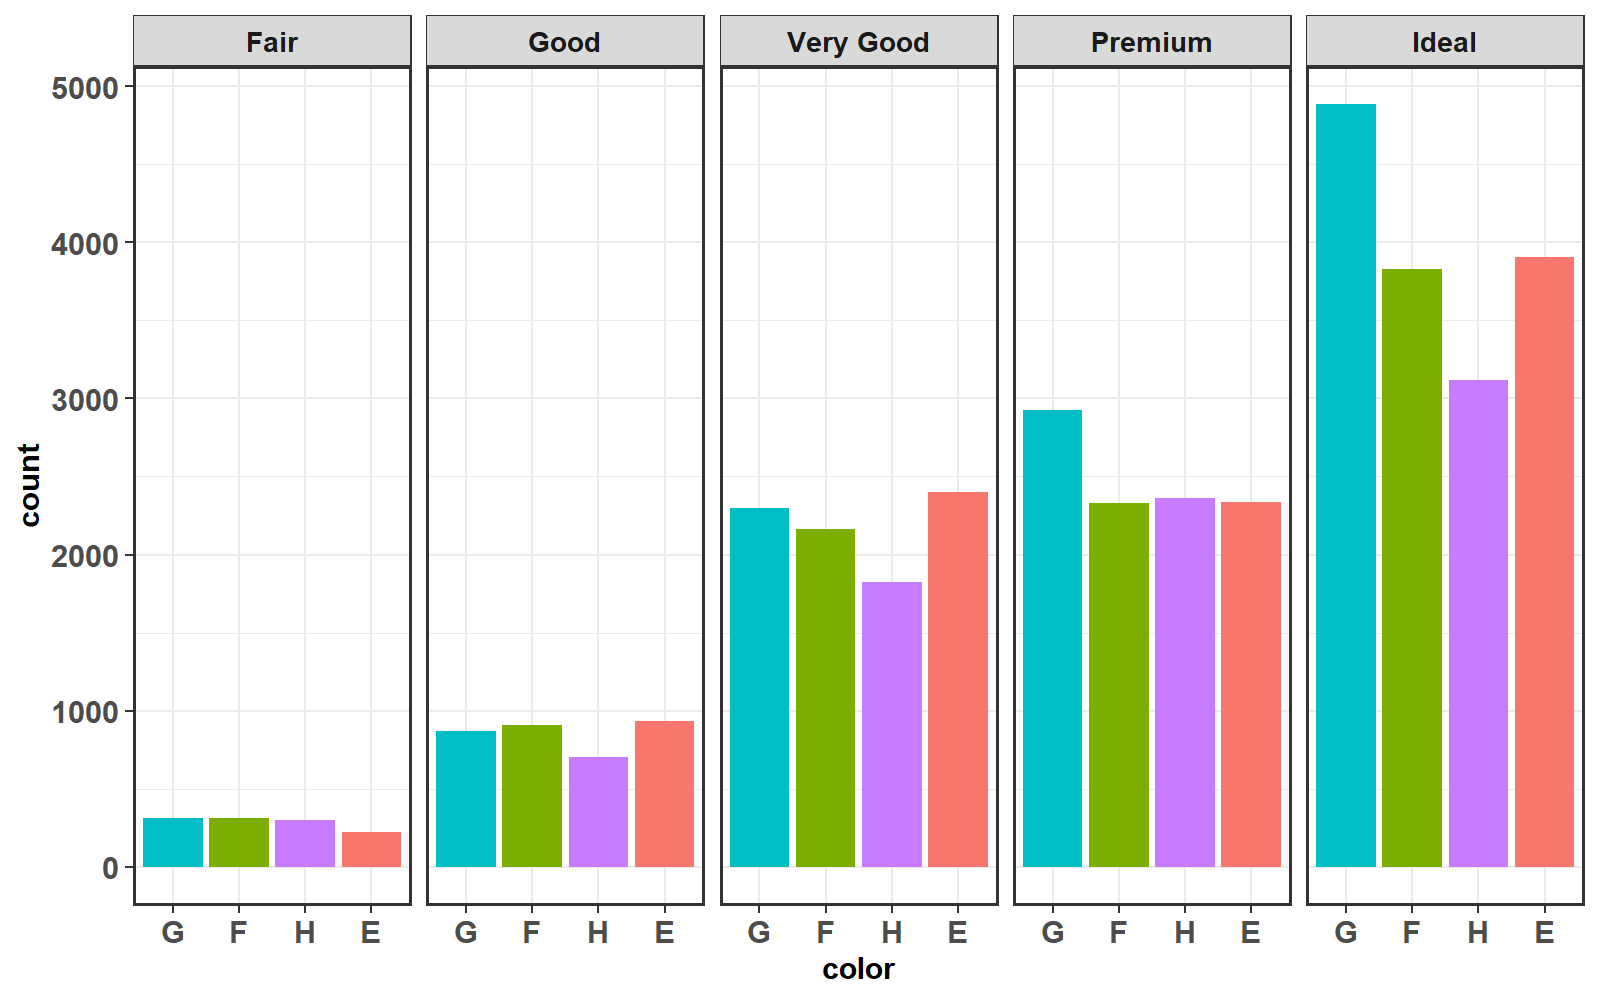 Fair Good Very Good Premium Ideal
5000
4000
3000
2000
1000
0
count
G F H E G F H E G F H E G F H E G F H E
color